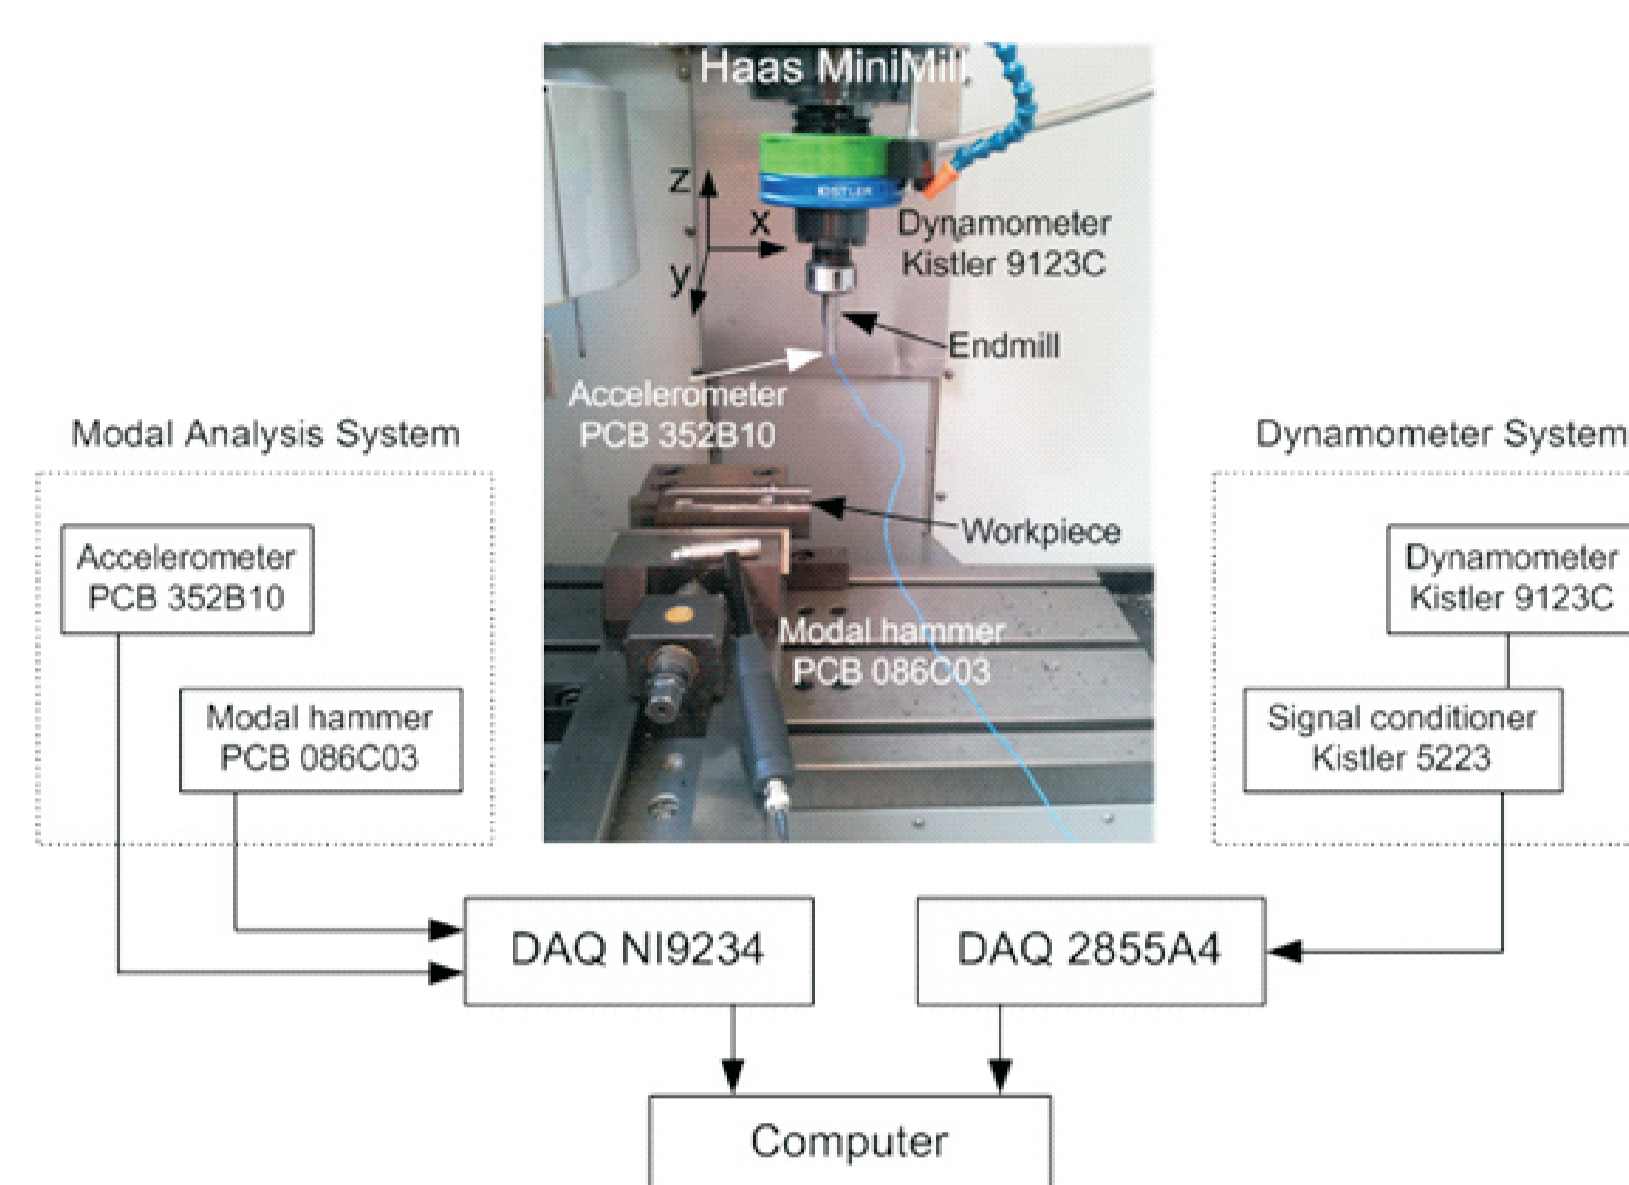 Haas MiniMill
KISTLER
z
x
y
Dynamometer
Kistler 9123C
Endmill
Accelerometer
PCB 352B10
Workpiece
Modal hammer
PCB 086C03
Modal Analysis System
Accelerometer
PCB 352B10
Modal hammer
PCB 086C03
Dynamometer System
Dynamometer
Kistler 9123C
Signal conditioner
Kistler 5223
DAQ NI9234
DAQ 2855A4
Computer